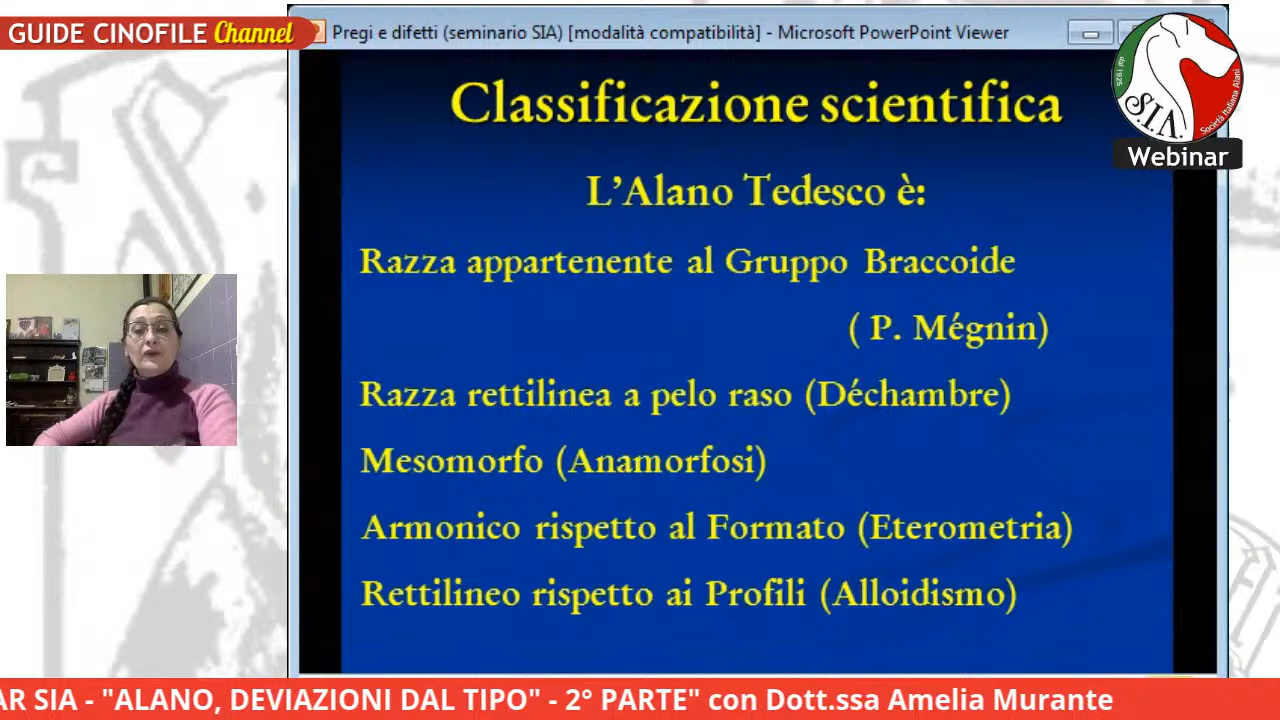 GUIDE CINOFILE Channel
Pregi e difetti (seminario SIA) [modalità compatibilità] - Microsoft PowerPoint Viewer
dal 1925
S.I.A.
Società Italiana Alani
Webinar
Classificazione scientifica
L'Alano Tedesco è:
Razza appartenente al Gruppo Braccoide
( P. Mégnin)
Razza rettilinea a pelo raso (Déchambre)
Mesomorfo (Anamorfosi)
Armonico rispetto al Formato (Eterometria)
Rettilineo rispetto ai Profili (Alloidismo)
AR SIA - "ALANO, DEVIAZIONI DAL TIPO" - 2° PARTE" con Dott.ssa Amelia Murante